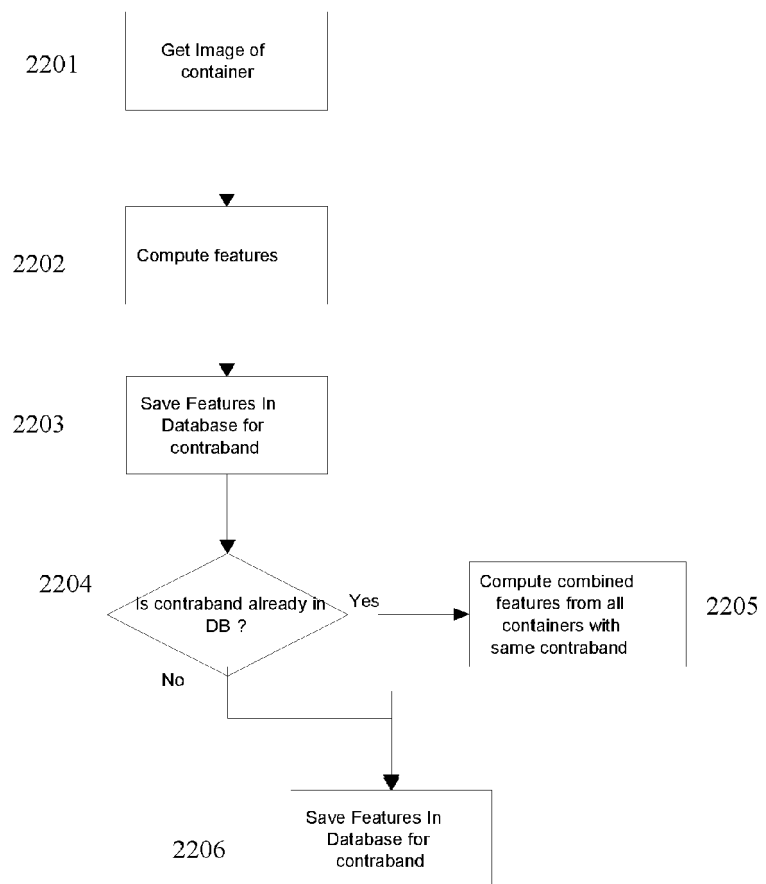 2201
Get Image of
container
2202
Compute features
2203
Save Features In
Database for
contraband
2204
Is contraband already in
DB ?
Yes
Compute combined
features from all
containers with
same contraband
2205
No
Save Features In
Database for
contraband
2206